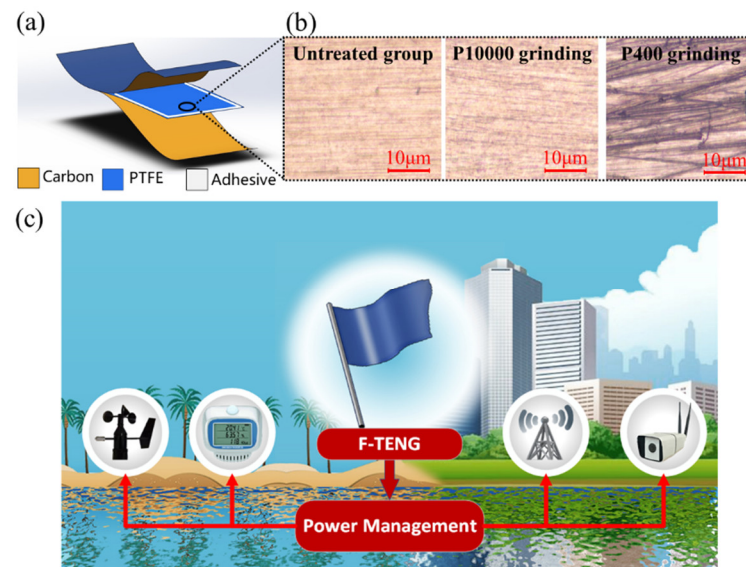 (a)
(b)
Untreated group
P10000 grinding
P400 grinding
10μm
10μm
10μm
Carbon
PTFE
Adhesive
(c)
F-TENG
Power Management